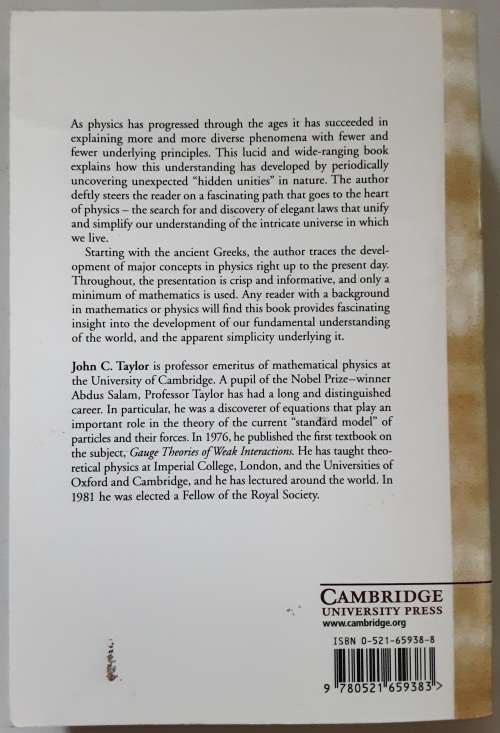 As physics has progressed through the ages it has succeeded in
explaining more and more diverse phenomena with fewer and
fewer underlying principles. This lucid and wide-ranging book
explains how this understanding has developed by periodically
uncovering unexpected “hidden unities” in nature. The author
deftly steers the reader on a fascinating path that goes to the heart
of physics – the search for and discovery of elegant laws that unify
and simplify our understanding of the intricate universe in which
we live.
Starting with the ancient Greeks, the author traces the devel-
opment of major concepts in physics right up to the present day.
Throughout, the presentation is crisp and informative, and only a
minimum of mathematics is used. Any reader with a background
in mathematics or physics will find this book provides fascinating
insight into the development of our fundamental understanding
of the world, and the apparent simplicity underlying it.
John C. Taylor is professor emeritus of mathematical physics at
the University of Cambridge. A pupil of the Nobel Prize–winner
Abdus Salam, Professor Taylor has had a long and distinguished
career. In particular, he was a discoverer of equations that play an
important role in the theory of the current “standard model” of
particles and their forces. In 1976, he published the first textbook on
the subject, Gauge Theories of Weak Interactions. He has taught theo-
retical physics at Imperial College, London, and the Universities of
Oxford and Cambridge, and he has lectured around the world. In
1981 he was elected a Fellow of the Royal Society.
CAMBRIDGE
UNIVERSITY PRESS
www.cambridge.org
ISBN 0-521-65938-8
9 780521 659383 >